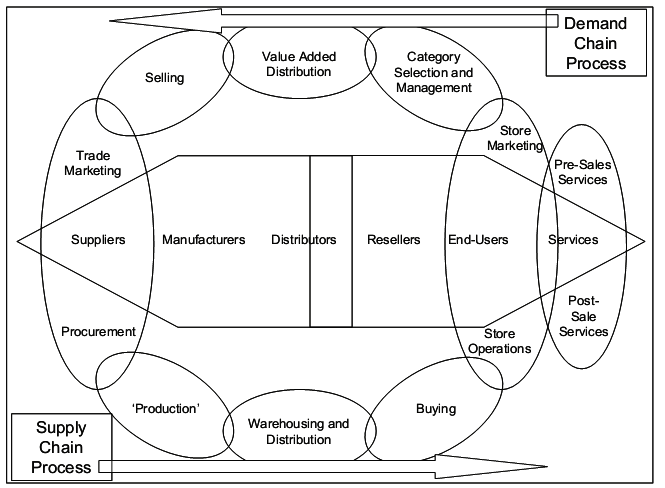 Demand
Chain
Process
Selling
Value Added
Distribution
Category
Selection and
Management
Store
Marketing
Trade
Marketing
Pre-Sales
Services
Suppliers
Manufacturers
Distributors
Resellers
End-Users
Services
Procurement
Store
Operations
Post-
Sale
Services
‘Production’
Warehousing and
Distribution
Buying
Supply
Chain
Process